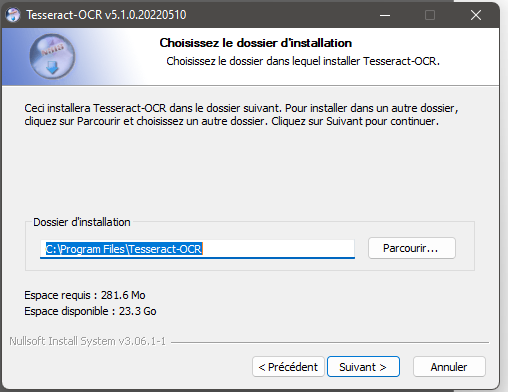 Tesseract-OCR v5.1.0.20220510
Choisissez le dossier d'installation
Choisissez le dossier dans lequel installer Tesseract-OCR.
Ceci installera Tesseract-OCR dans le dossier suivant. Pour installer dans un autre dossier,
cliquez sur Parcourir et choisissez un autre dossier. Cliquez sur Suivant pour continuer.
Dossier d'installation
C:\Program Files\Tesseract-OCR
Parcourir...
Espace requis : 281.6 Mo
Espace disponible : 23.3 Go
Nullsoft Install System v3.06.1-1
< Précédent
Suivant >
Annuler